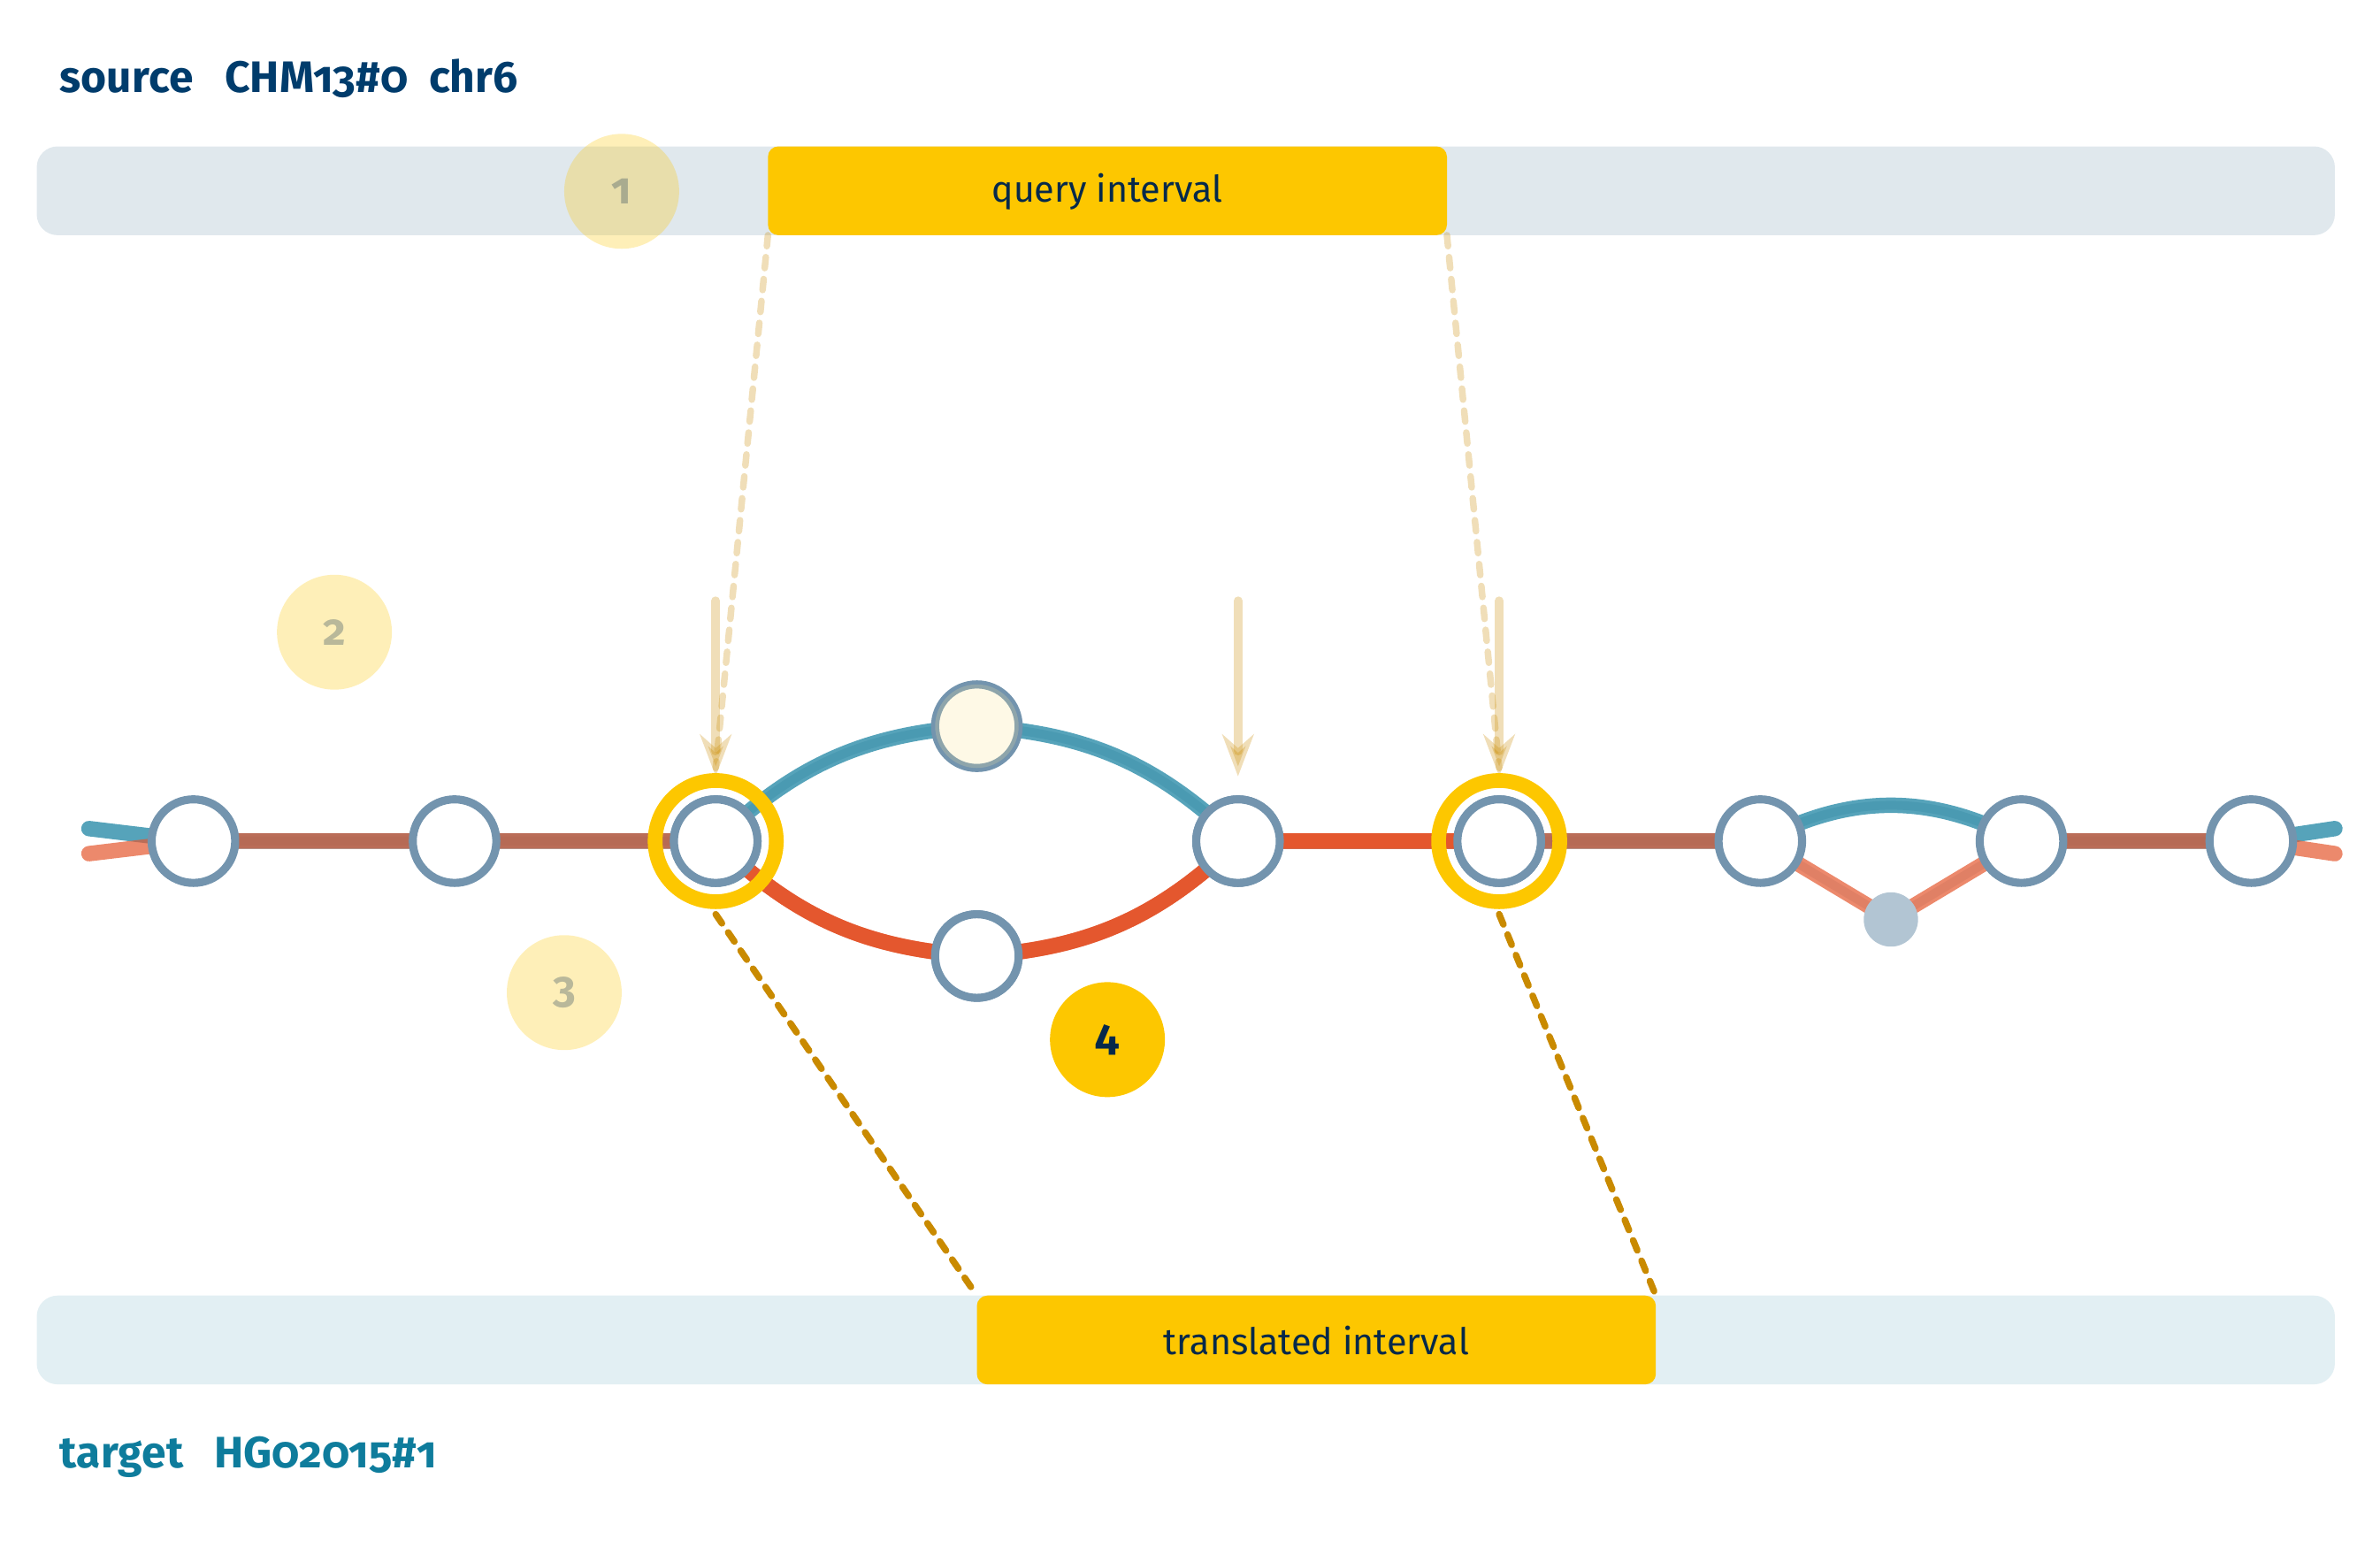 source CHM13#0 chr6
1
query interval
2
3
4
translated interval
target HG02015#1